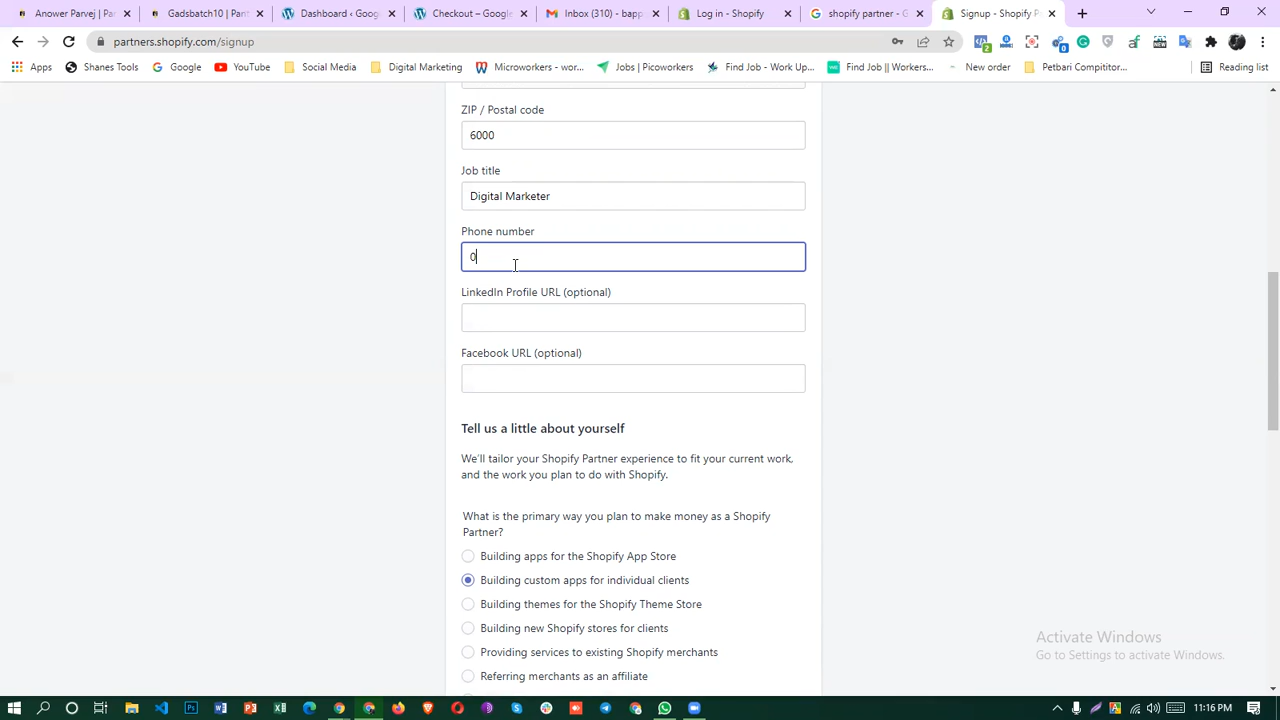 Anower Parvej | Par
Gadsbatch10 | Pant
Dashboard ‹ Googl
Checkout – Google
Inbox (310) - bapp
Log in - Shopify
shopify partner - G
Signup - Shopify P
partners.shopify.com/signup
Apps
Shanes Tools
Google
YouTube
Social Media
Digital Marketing
Microworkers - wor...
Jobs | Picoworkers
Find Job - Work Up...
Find Job || Workers...
New order
Petbari Compititor...
Reading list
ZIP / Postal code
6000
Job title
Digital Marketer
Phone number
0
LinkedIn Profile URL (optional)
Facebook URL (optional)
Tell us a little about yourself
We'll tailor your Shopify Partner experience to fit your current work,
and the work you plan to do with Shopify.
What is the primary way you plan to make money as a Shopify
Partner?
Building apps for the Shopify App Store
Building custom apps for individual clients
Building themes for the Shopify Theme Store
Building new Shopify stores for clients
Providing services to existing Shopify merchants
Referring merchants as an affiliate
Activate Windows
Go to Settings to activate Windows.
11:16 PM